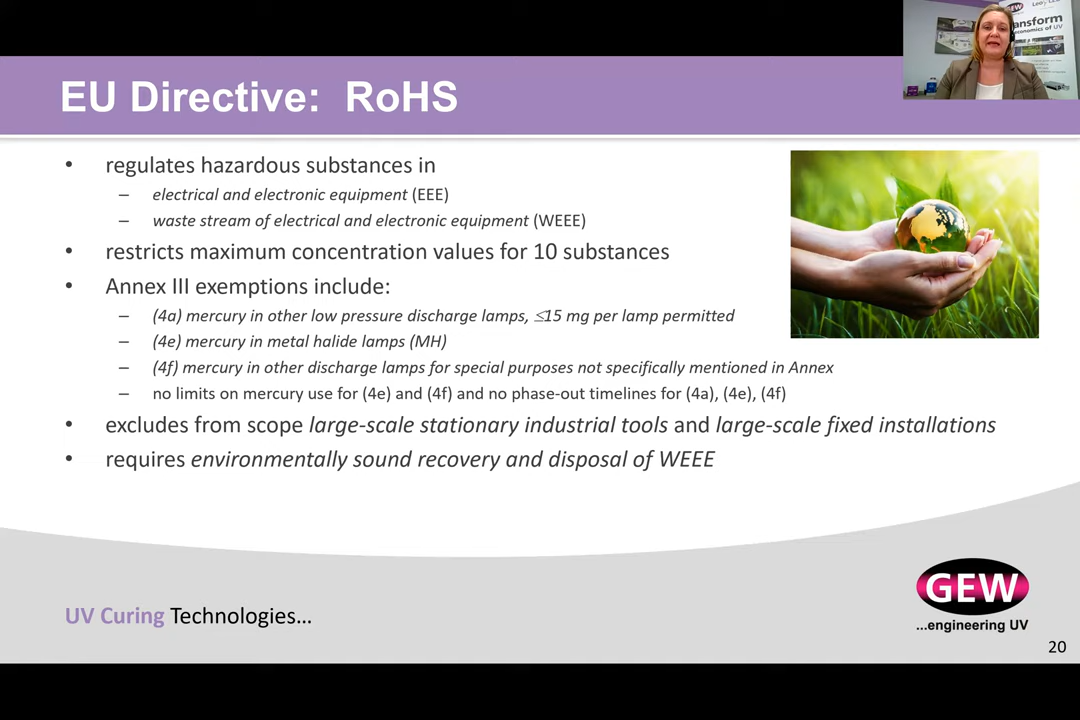 EU Directive: RoHS
• regulates hazardous substances in
– electrical and electronic equipment (EEE)
– waste stream of electrical and electronic equipment (WEEE)
• restricts maximum concentration values for 10 substances
• Annex III exemptions include:
– (4a) mercury in other low pressure discharge lamps, ≤15 mg per lamp permitted
– (4e) mercury in metal halide lamps (MH)
– (4f) mercury in other discharge lamps for special purposes not specifically mentioned in Annex
– no limits on mercury use for (4e) and (4f) and no phase-out timelines for (4a), (4e), (4f)
• excludes from scope large-scale stationary industrial tools and large-scale fixed installations
• requires environmentally sound recovery and disposal of WEEE
UV Curing Technologies…
GEW
...engineering UV
20
GEW
ansform
economics of UV